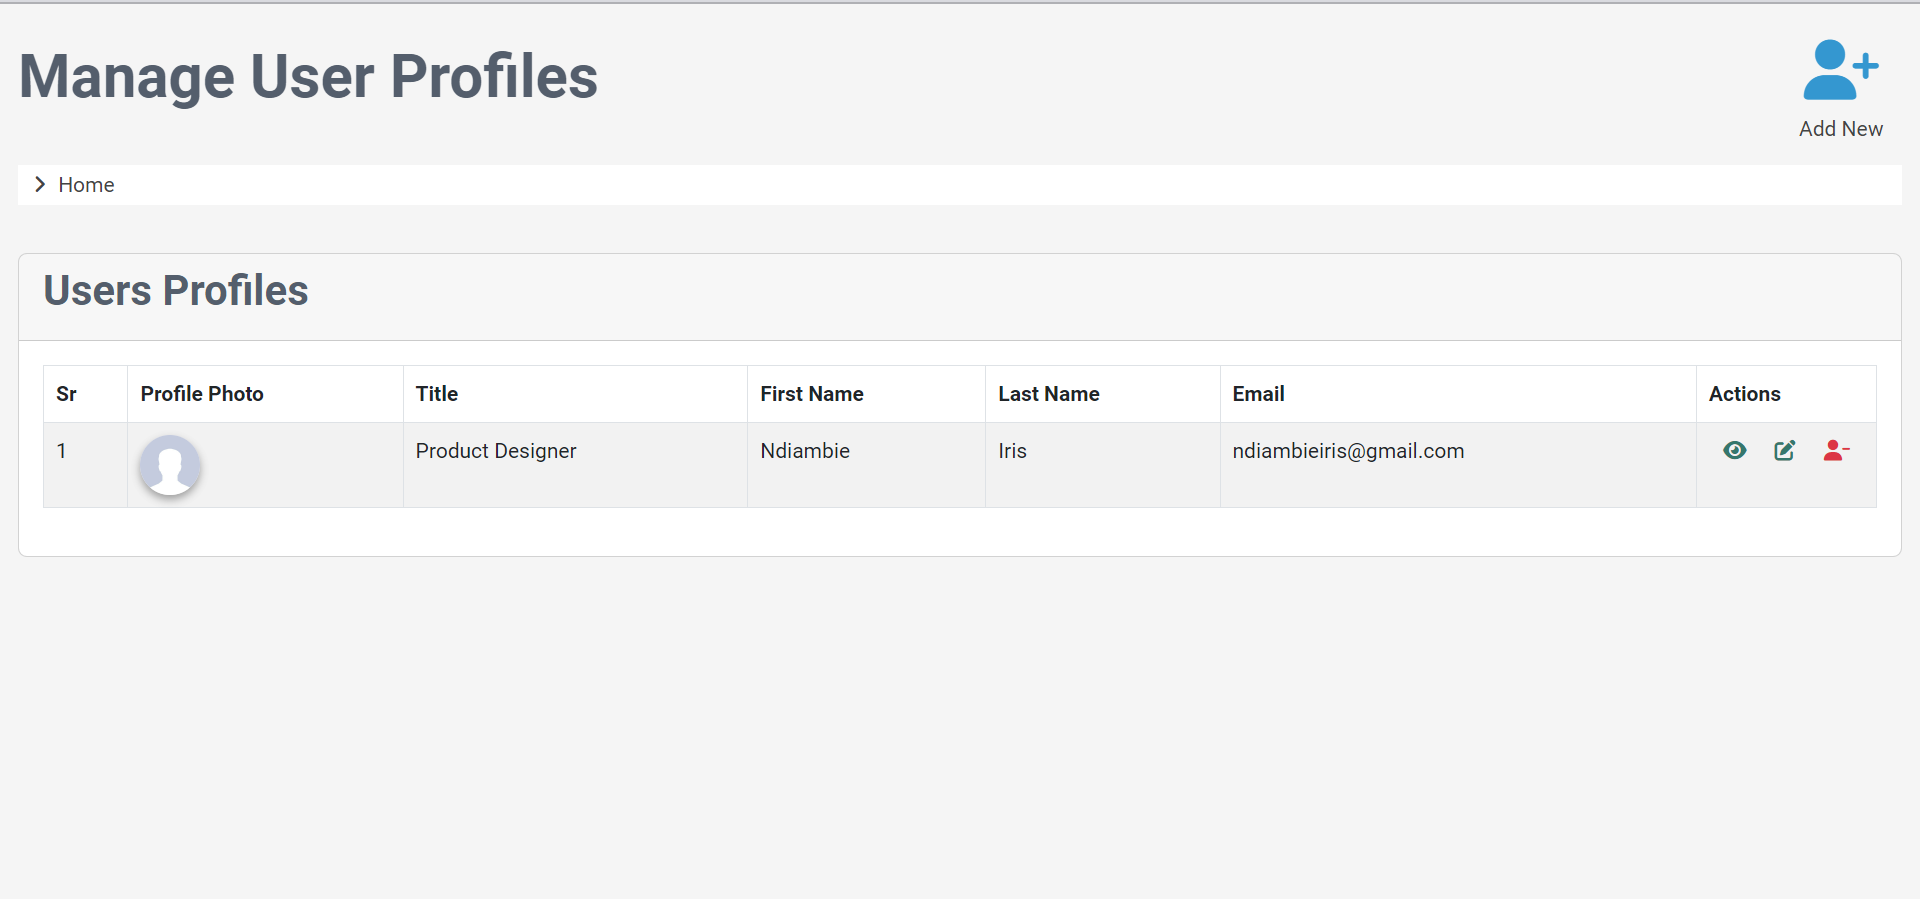 Manage User Profiles
Add New
Home
Users Profiles
Sr Profile Photo Title First Name Last Name Email Actions
1 Product Designer Ndiambie Iris ndiambieiris@gmail.com